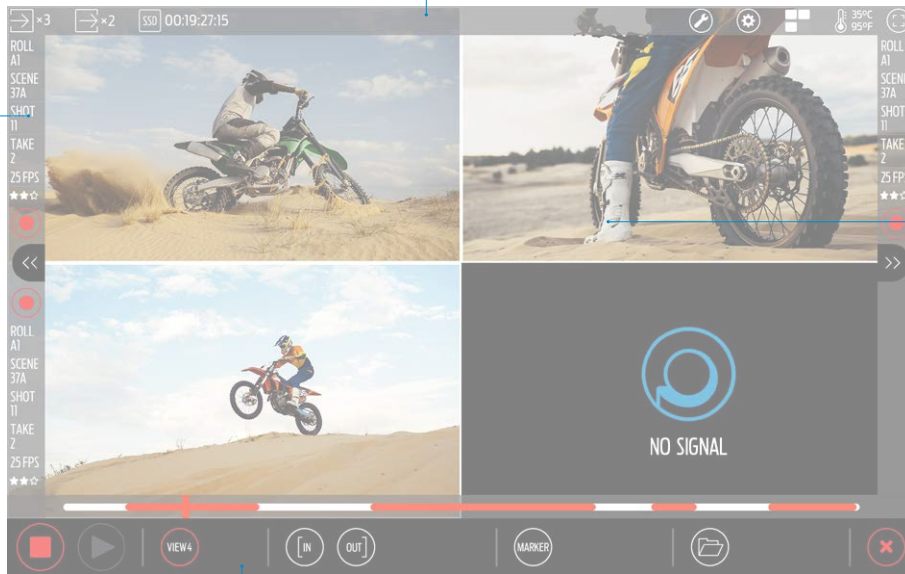 ×3 ×2 SSD 00:19:27:15 35ºC
95ºF
ROLL
A1
SCENE
37A
SHOT
11
TAKE
2
25 FPS
ROLL
A1
SCENE
37A
SHOT
11
TAKE
2
25 FPS
ROLL
A1
SCENE
37A
SHOT
11
TAKE
2
25 FPS
NO SIGNAL
VIEW4 [IN OUT] MARKER